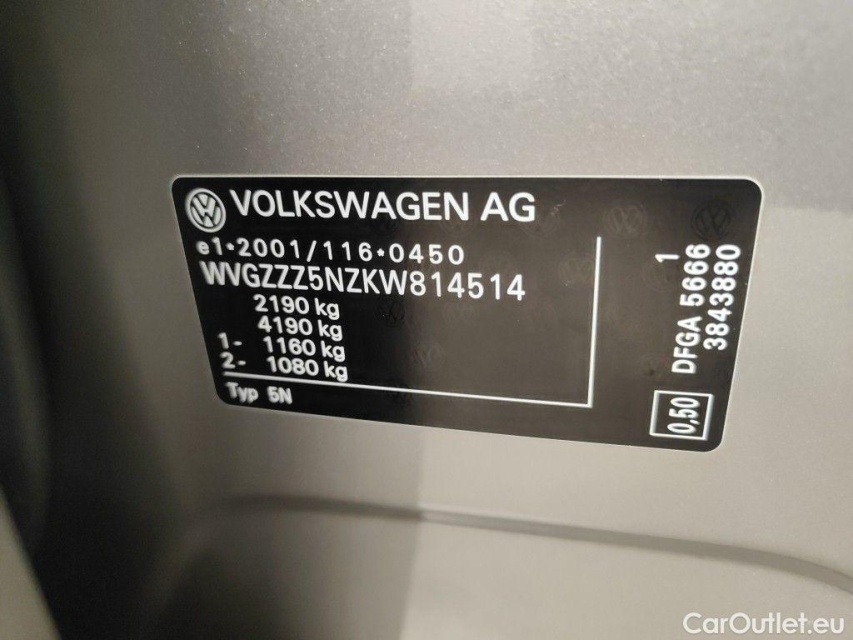 VOLKSWAGEN AG
e1*2001/116*0450
WVGZZZ5NZKW814514
2190 kg
4190 kg
1- 1160 kg
2- 1080 kg
Typ 5N
1
DFGA 5666
3843880
0,50
CarOutlet.eu